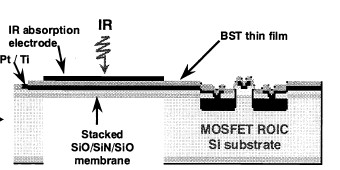 IR absorption
electrode
IR
BST thin film
Pt / Ti
Stacked
SiO/SiN/SiO
membrane
MOSFET ROIC
Si substrate